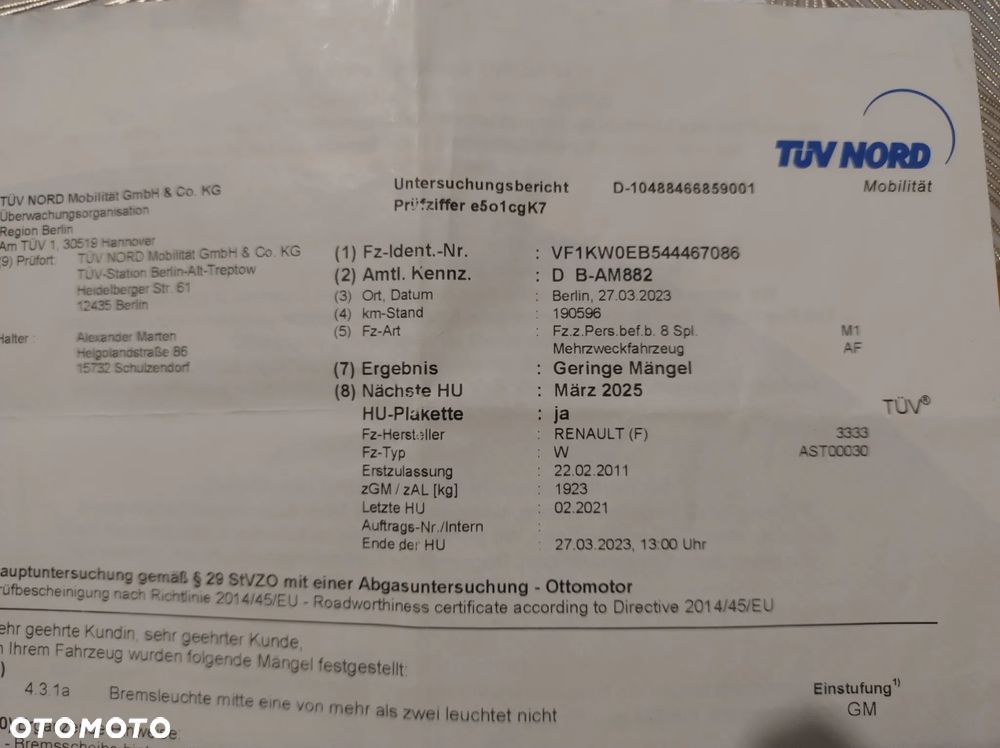 TÜV NORD
Mobilität
TÜV NORD Mobilität GmbH & Co. KG
Überwachungsorganisation
Region Berlin
Am TÜV 1, 30519 Hannover
(9) Prüfort: TÜV NORD Mobilität GmbH & Co. KG
TÜV-Station Berlin-Alt-Treptow
Heidelberger Str. 61
12435 Berlin
Halter : Alexander Marten
Helgolandstraße 86
15732 Schulzendorf
Untersuchungsbericht D-10488466859001
Prüfziffer e5o1cgK7
(1) Fz-Ident.-Nr. : VF1KW0EB544467086
(2) Amtl. Kennz. : D B-AM882
(3) Ort, Datum : Berlin, 27.03.2023
(4) km-Stand : 190596
(5) Fz-Art : Fz.z.Pers.bef.b. 8 Spl. M1
Mehrzweckfahrzeug AF
(7) Ergebnis : Geringe Mängel
(8) Nächste HU : März 2025
HU-Plakette : ja
TÜV®
Fz-Hersteller : RENAULT (F) 3333
Fz-Typ : W AST00030
Erstzulassung : 22.02.2011
zGM / zAL [kg] : 1923
Letzte HU : 02.2021
Auftrags-Nr./Intern :
Ende der HU : 27.03.2023, 13:00 Uhr
auptuntersuchung gemäß § 29 StVZO mit einer Abgasuntersuchung - Ottomotor
rüfbescheinigung nach Richtlinie 2014/45/EU - Roadworthiness certificate according to Directive 2014/45/EU
ehr geehrte Kundin, sehr geehrter Kunde,
n Ihrem Fahrzeug wurden folgende Mängel festgestellt:
) Einstufung1)
4.3.1a Bremsleuchte mitte eine von mehr als zwei leuchtet nicht GM
OTOMOTO